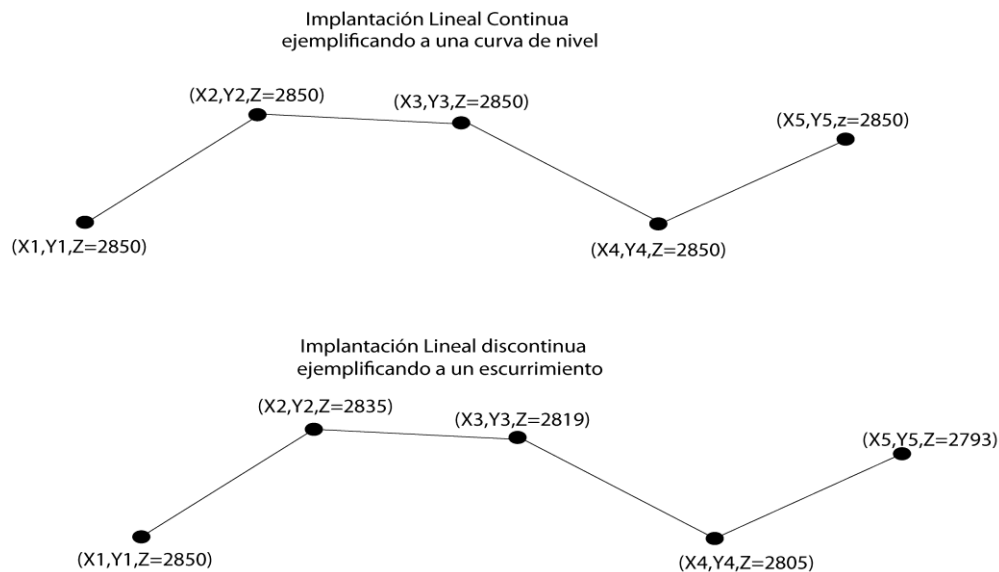 Implantación Lineal Continua
ejemplificando a una curva de nivel
(X2,Y2,Z=2850)
(X3,Y3,Z=2850)
(X5,Y5,z=2850)
(X1,Y1,Z=2850)
(X4,Y4,Z=2850)
Implantación Lineal discontinua
ejemplificando a un escurrimiento
(X2,Y2,Z=2835)
(X3,Y3,Z=2819)
(X5,Y5,Z=2793)
(X1,Y1,Z=2850)
(X4,Y4,Z=2805)